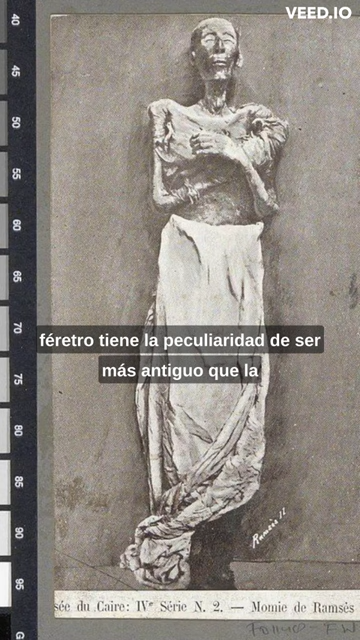 VEED.IO
40
45
50
55
60
65
70
75
80
85
90
95
féretro tiene la peculiaridad de ser
más antiguo que la
Ramsès II
sée du Caire: IVᵉ Série N. 2. — Momie de Ramsés